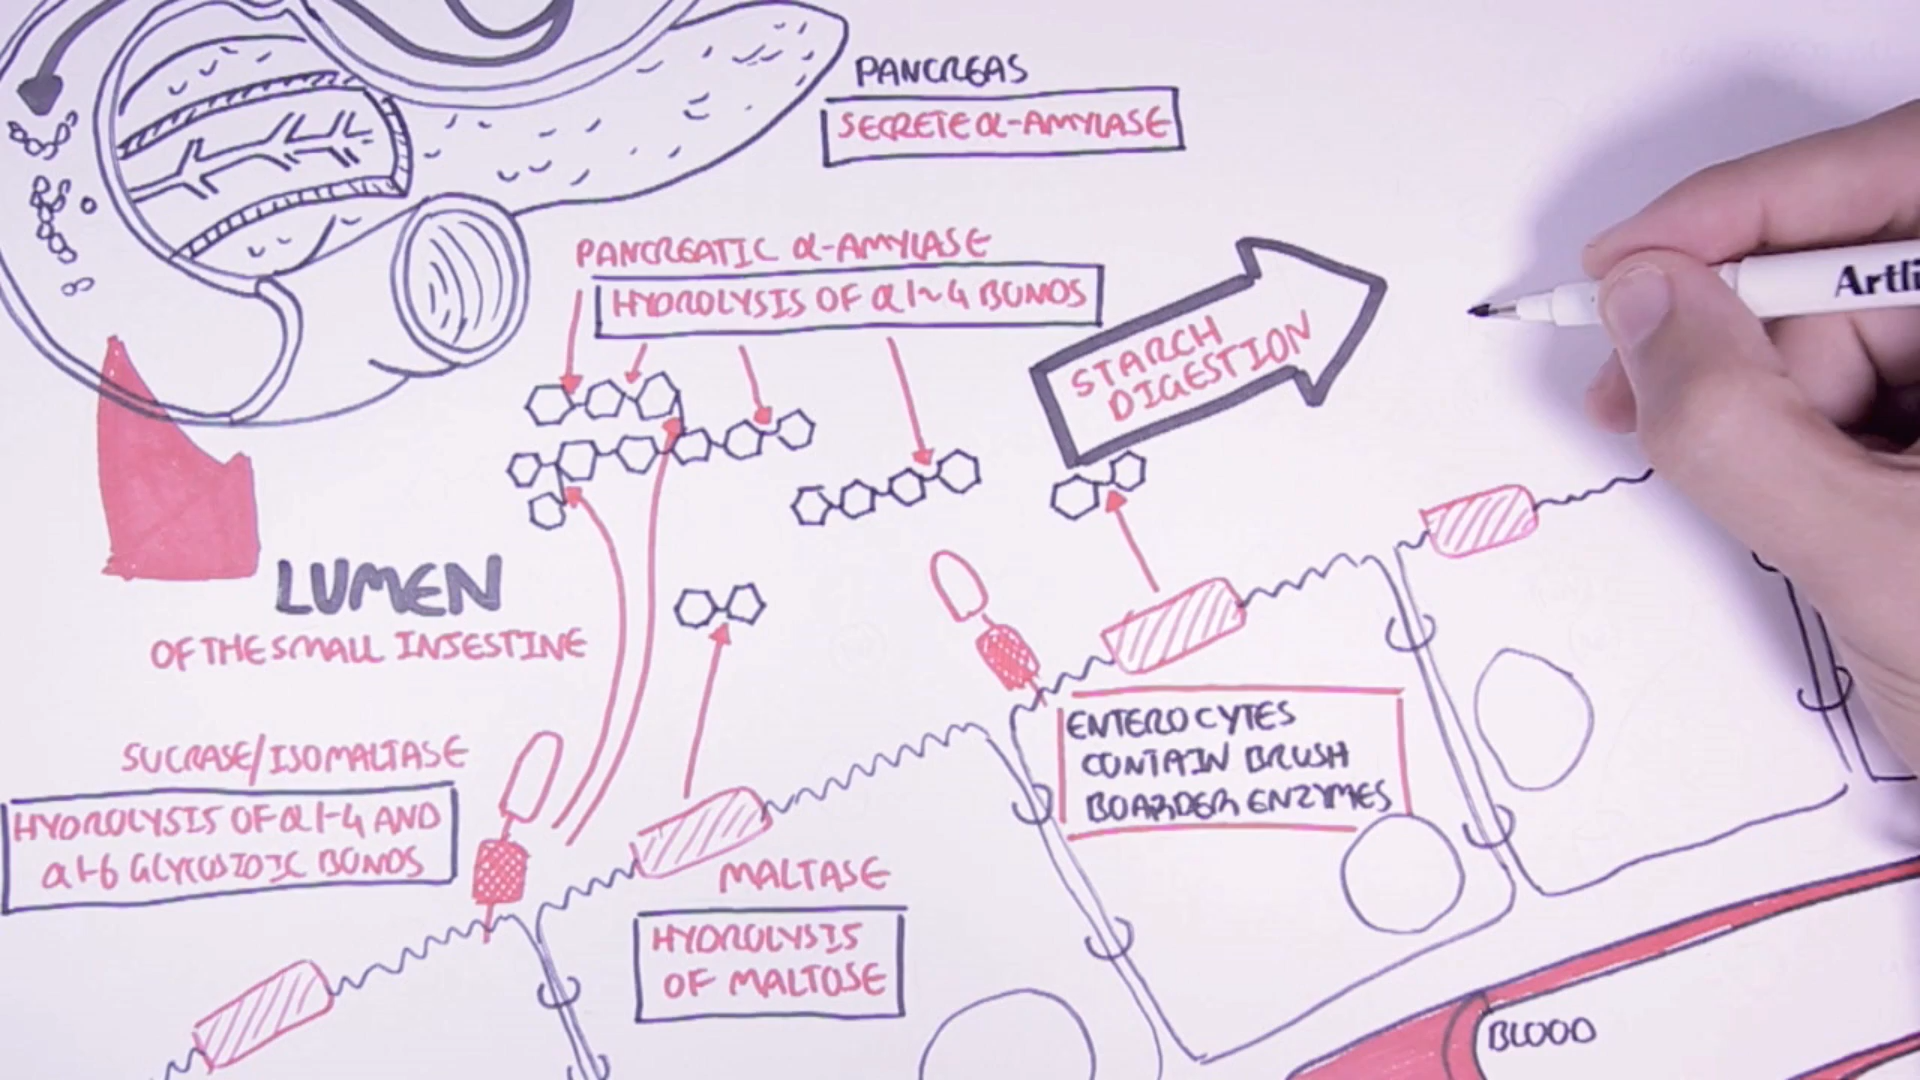 PANCREAS
SECRETE α-AMYLASE
PANCREATIC α-AMYLASE
HYDROLYSIS OF α1~4 BONDS
STARCH
DIGESTION
Artli
LUMEN
OF THE SMALL INTESTINE
SUCRASE/ISOMALTASE
HYDROLYSIS OF α1-4 AND
α1-6 GLYCOSIDIC BONDS
ENTEROCYTES
CONTAIN BRUSH
BOARDER ENZYMES
MALTASE
HYDROLYSIS
OF MALTOSE
BLOOD